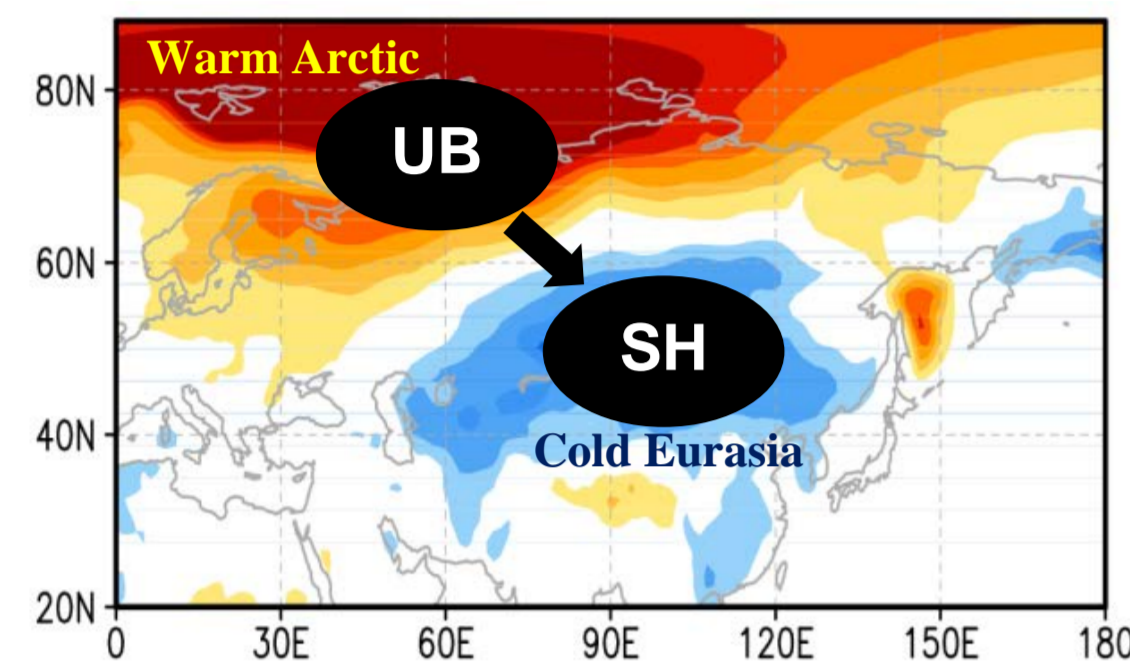 Warm Arctic
80N
UB
60N
SH
40N
Cold Eurasia
20N
0 30E 60E 90E 120E 150E 180